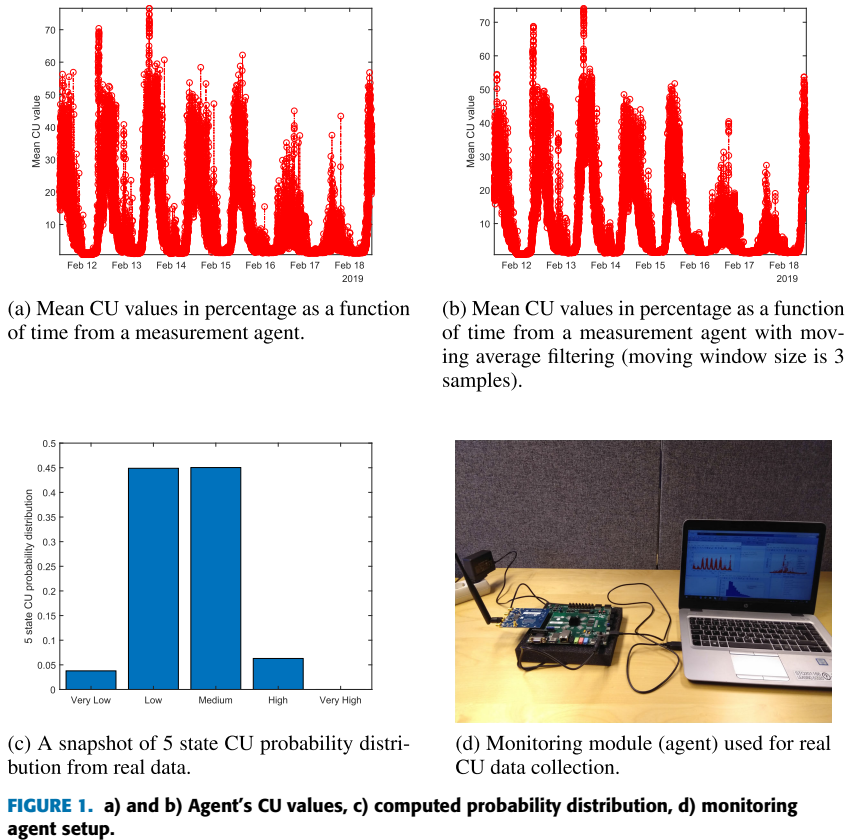 Mean CU value
70
60
50
40
30
20
10
Feb 12 Feb 13 Feb 14 Feb 15 Feb 16 Feb 17 Feb 18
2019
(a) Mean CU values in percentage as a function
of time from a measurement agent.
Mean CU value
70
60
50
40
30
20
10
Feb 12 Feb 13 Feb 14 Feb 15 Feb 16 Feb 17 Feb 18
2019
(b) Mean CU values in percentage as a function
of time from a measurement agent with mov-
ing average filtering (moving window size is 3
samples).
5 state CU probability distribution
0.5
0.45
0.4
0.35
0.3
0.25
0.2
0.15
0.1
0.05
0
Very Low Low Medium High Very High
(c) A snapshot of 5 state CU probability distri-
bution from real data.
(d) Monitoring module (agent) used for real
CU data collection.
FIGURE 1. a) and b) Agent's CU values, c) computed probability distribution, d) monitoring
agent setup.